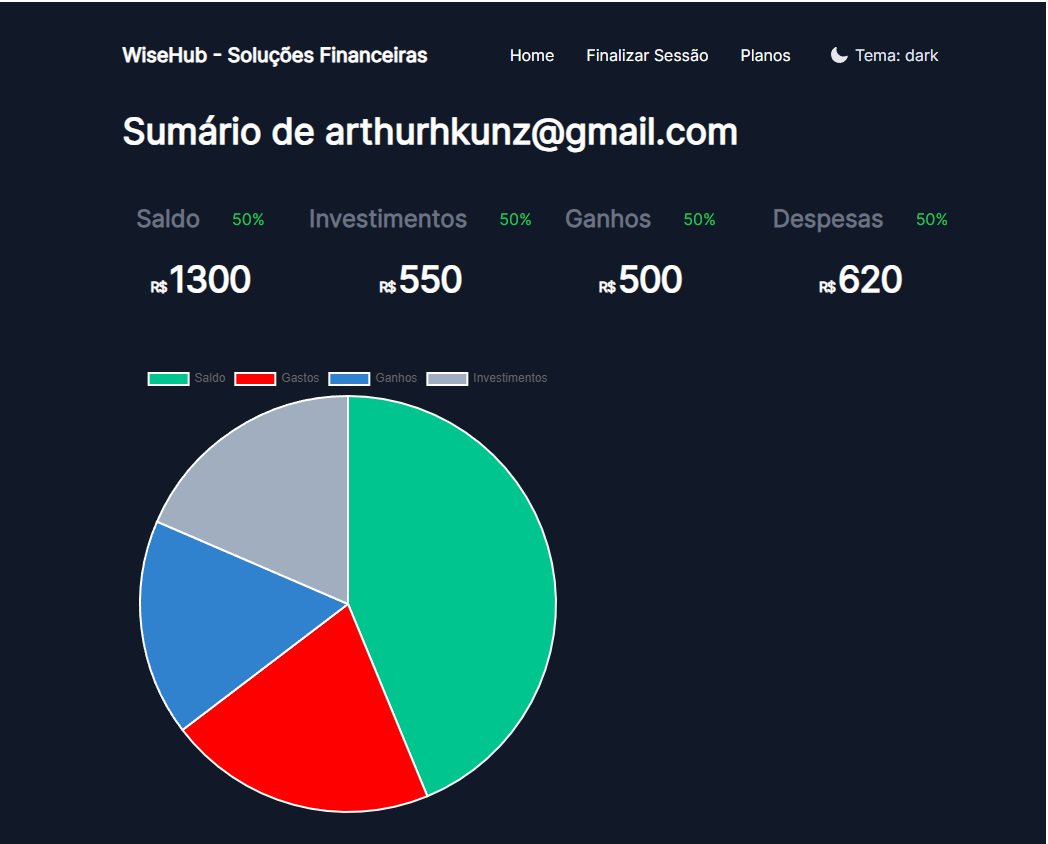 WiseHub - Soluções Financeiras Home Finalizar Sessão Planos Tema: dark
Sumário de arthurhkunz@gmail.com
Saldo 50% Investimentos 50% Ganhos 50% Despesas 50%
R$1300 R$550 R$500 R$620
Saldo Gastos Ganhos Investimentos